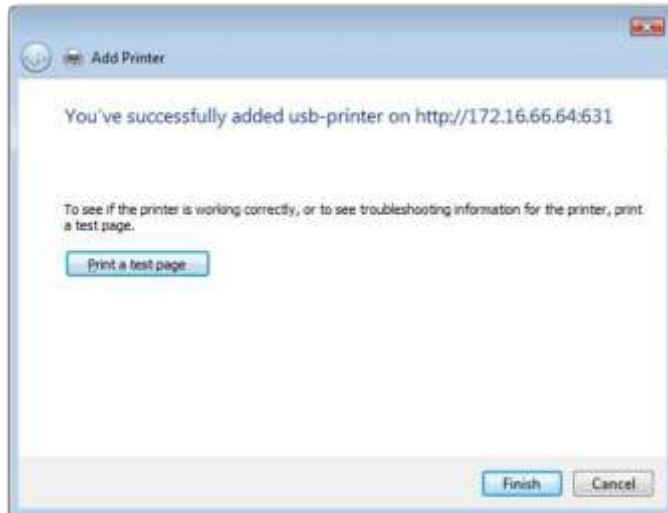 Add Printer
You've successfully added usb-printer on http://172.16.66.64:631
To see if the printer is working correctly, or to see troubleshooting information for the printer, print
a test page.
Print a test page
Finish Cancel